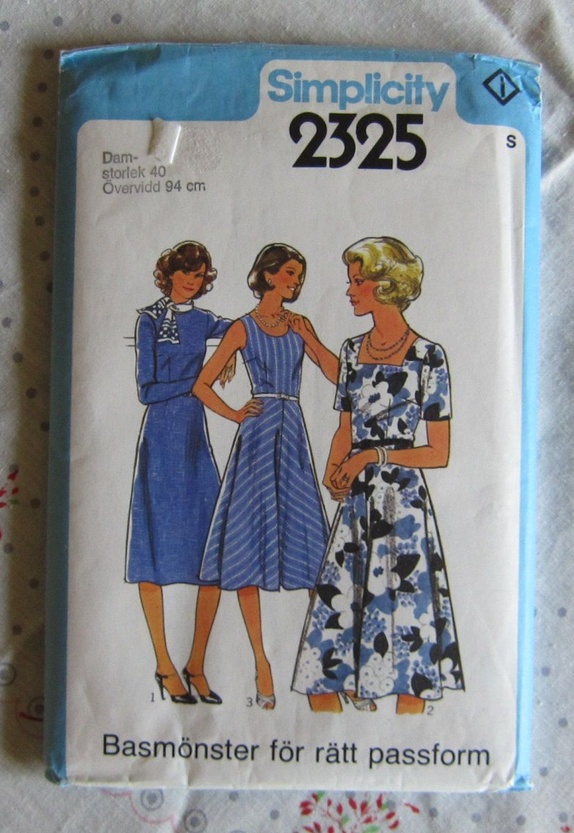 Simplicity
2325
S
Dam-
storlek 40
Övervidd 94 cm
1
3
2
Basmönster för rätt passform